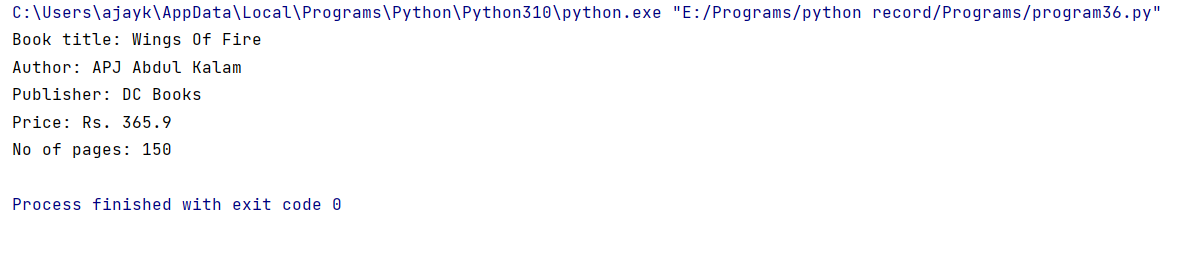 C:\Users\ajayk\AppData\Local\Programs\Python\Python310\python.exe "E:/Programs/python record/Programs/program36.py"
Book title: Wings Of Fire
Author: APJ Abdul Kalam
Publisher: DC Books
Price: Rs. 365.9
No of pages: 150
Process finished with exit code 0